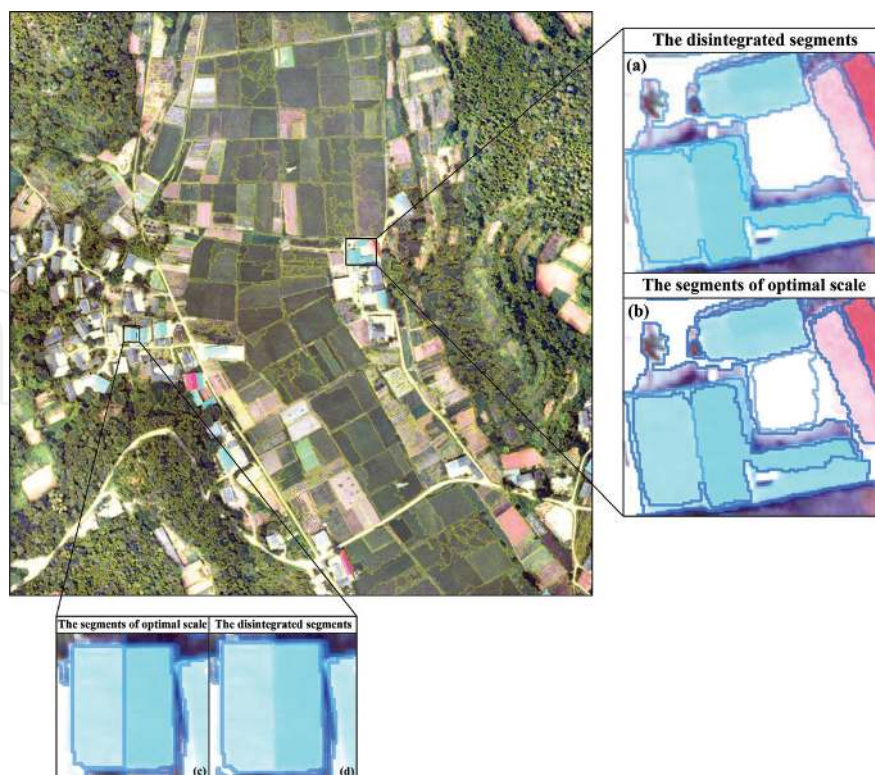 The disintegrated segments
(a)
The segments of optimal scale
(b)
The segments of optimal scale
The disintegrated segments
(c)
(d)